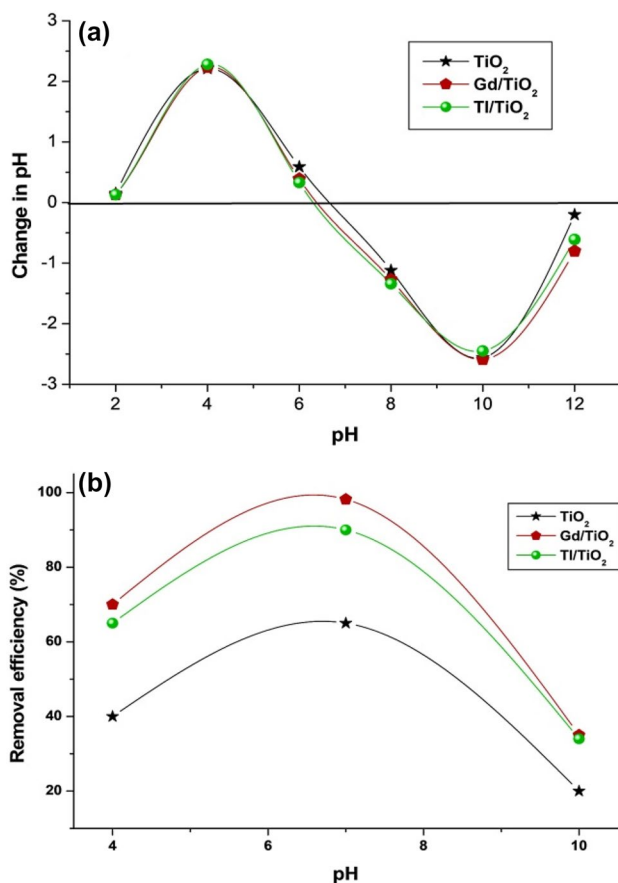 (a)
TiO2
Gd/TiO2
Tl/TiO2
3
2
1
0
-1
-2
-3
Change in pH
2 4 6 8 10 12
pH
(b)
TiO2
Gd/TiO2
Tl/TiO2
100
80
60
40
20
Removal efficiency (%)
4 6 8 10
pH